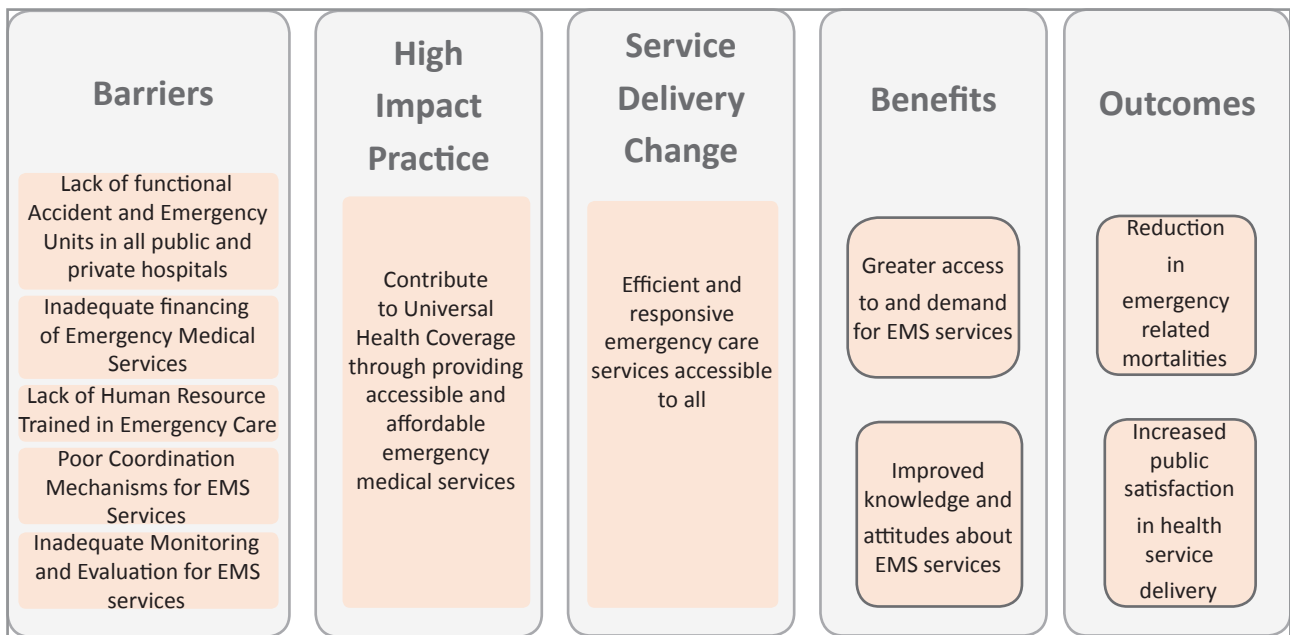 Barriers
Lack of functional
Accident and Emergency
Units in all public and
private hospitals
Inadequate financing
of Emergency Medical
Services
Lack of Human Resource
Trained in Emergency Care
Poor Coordination
Mechanisms for EMS
Services
Inadequate Monitoring
and Evaluation for EMS
services
High
Impact
Practice
Contribute
to Universal
Health Coverage
through providing
accessible and
affordable
emergency
medical services
Service
Delivery
Change
Efficient and
responsive
emergency care
services accessible
to all
Benefits
Greater access
to and demand
for EMS services
Improved
knowledge and
attitudes about
EMS services
Outcomes
Reduction
in
emergency
related
mortalities
Increased
public
satisfaction
in health
service
delivery